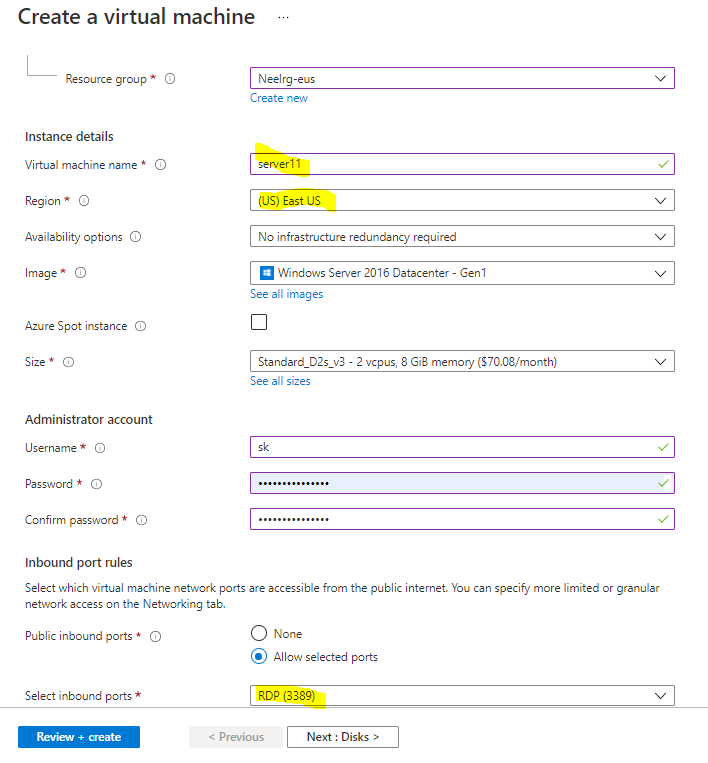 Create a virtual machine ...
Resource group *
Neelrg-eus
Create new
Instance details
Virtual machine name *
server11
Region *
(US) East US
Availability options
No infrastructure redundancy required
Image *
Windows Server 2016 Datacenter - Gen1
See all images
Azure Spot instance
Size *
Standard_D2s_v3 - 2 vcpus, 8 GiB memory ($70.08/month)
See all sizes
Administrator account
Username *
sk
Password *
•••••••••••••••
Confirm password *
•••••••••••••••
Inbound port rules
Select which virtual machine network ports are accessible from the public internet. You can specify more limited or granular
network access on the Networking tab.
Public inbound ports *
None
Allow selected ports
Select inbound ports *
RDP (3389)
Review + create
< Previous
Next : Disks >